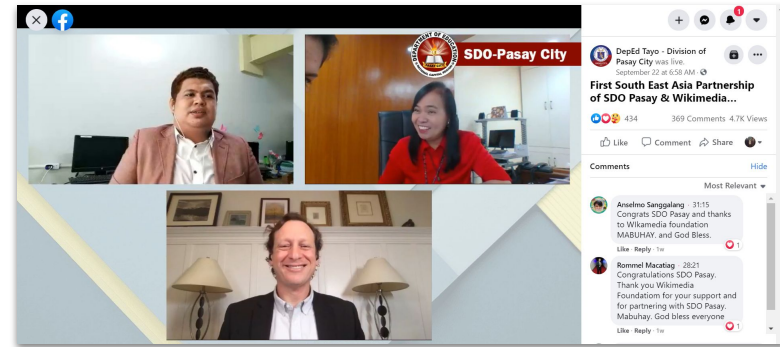 DEPARTMENT OF EDUCATION
SDO-Pasay City
1
DepEd Tayo - Division of
Pasay City was live.
September 22 at 6:58 AM ·
First South East Asia Partnership
of SDO Pasay & Wikimedia...
434
369 Comments 4.7K Views
Like Comment Share
Comments Hide
Most Relevant
Anselmo Sanggalang · 31:15
Congrats SDO Pasay and thanks
to WIkamedia foundation
MABUHAY. and God Bless.
1
Like · Reply · 1w
Rommel Macatiag · 28:21
Congratulations SDO Pasay.
Thank you Wikimedia
Foundatiom for your support and
for partnering with SDO Pasay.
Mabuhay. God bless everyone
1
Like · Reply · 1w